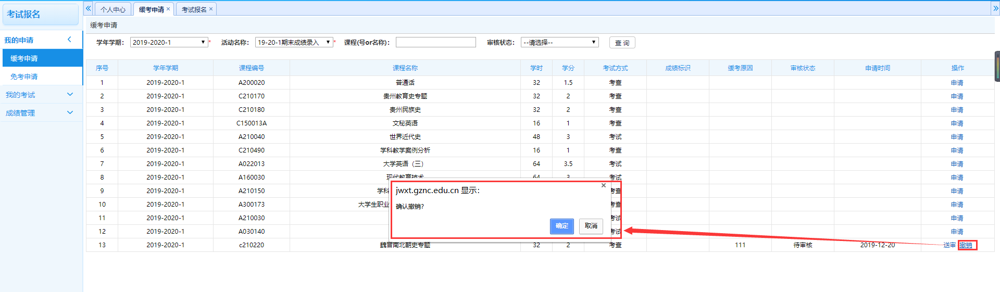 考试报名
个人中心 缓考申请 考试报名
缓考申请
我的申请
缓考申请
免考申请
我的考试
成绩管理
学年学期： 2019-2020-1 * 活动名称： 19-20-1期末成绩录入 * 课程(号or名称)： 审核状态： --请选择-- 查 询
序号 学年学期 课程编号 课程名称 学时 学分 考试方式 成绩标识 缓考原因 审核状态 申请时间 操作
1 2019-2020-1 A200020 普通话 32 1.5 考查 申请
2 2019-2020-1 C210170 贵州教育史专题 32 2 考查 申请
3 2019-2020-1 C210180 贵州民族史 32 2 考查 申请
4 2019-2020-1 C150013A 文秘英语 16 1 考查 申请
5 2019-2020-1 A210040 世界近代史 48 3 考试 申请
6 2019-2020-1 C210490 学科教学案例分析 16 1 考查 申请
7 2019-2020-1 A022013 大学英语（三） 64 3.5 考试 申请
8 2019-2020-1 A160030 现代教育技术 64 3 考试 申请
9 2019-2020-1 A210150 学科 考查 申请
10 2019-2020-1 A300173 大学生职业 考查 申请
11 2019-2020-1 A210030 考试 申请
12 2019-2020-1 A030140 考试 申请
13 2019-2020-1 c210220 魏晋南北朝史专题 32 2 考查 111 待审核 2019-12-20 送审 撤销
jwxt.gznc.edu.cn 显示：
确认撤销?
确定 取消